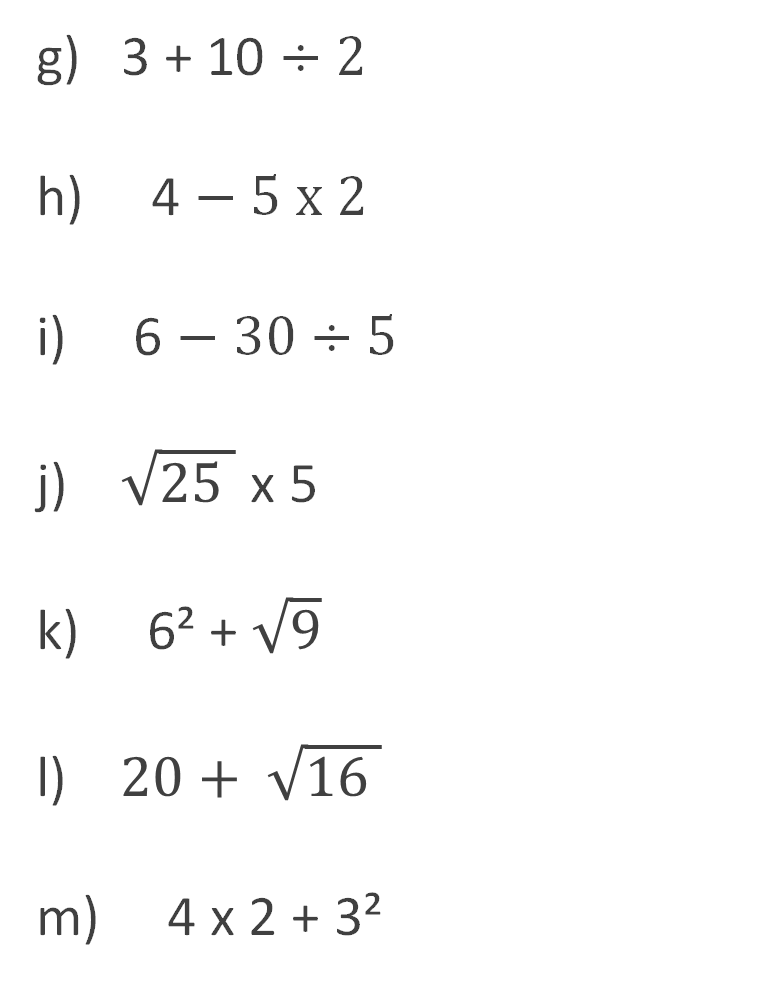 g) 3 + 10 ÷ 2
h) 4 − 5 x 2
i) 6 − 30 ÷ 5
j) √25 x 5
k) 6² + √9
l) 20 + √16
m) 4 x 2 + 3²